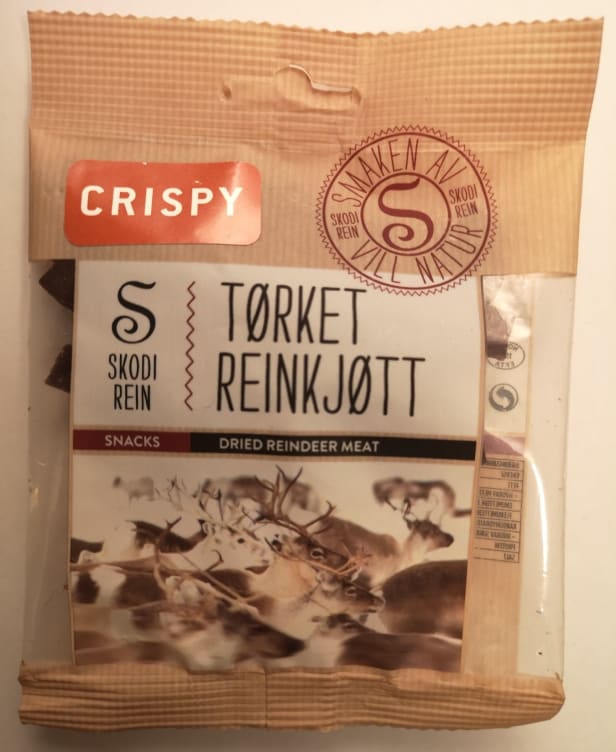 CRISPY
SMAKEN AV
SKODI REIN
S
SKODI REIN
VILL NATUR
S
SKODI
REIN
TØRKET
REINKJØTT
SNACKS
DRIED REINDEER MEAT